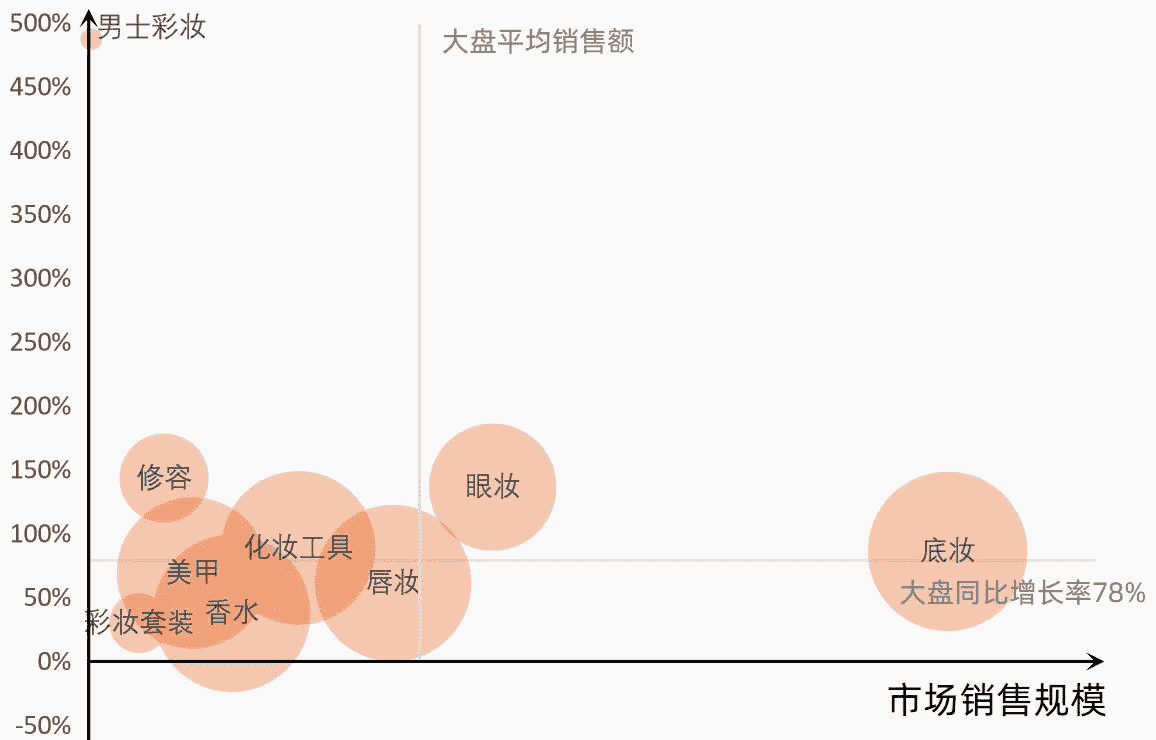 500%
男士彩妆
大盘平均销售额
450%
400%
350%
300%
250%
200%
150%
修容
眼妆
100%
化妆工具
底妆
美甲
唇妆
50%
大盘同比增长率78%
香水
彩妆套装
0%
市场销售规模
-50%